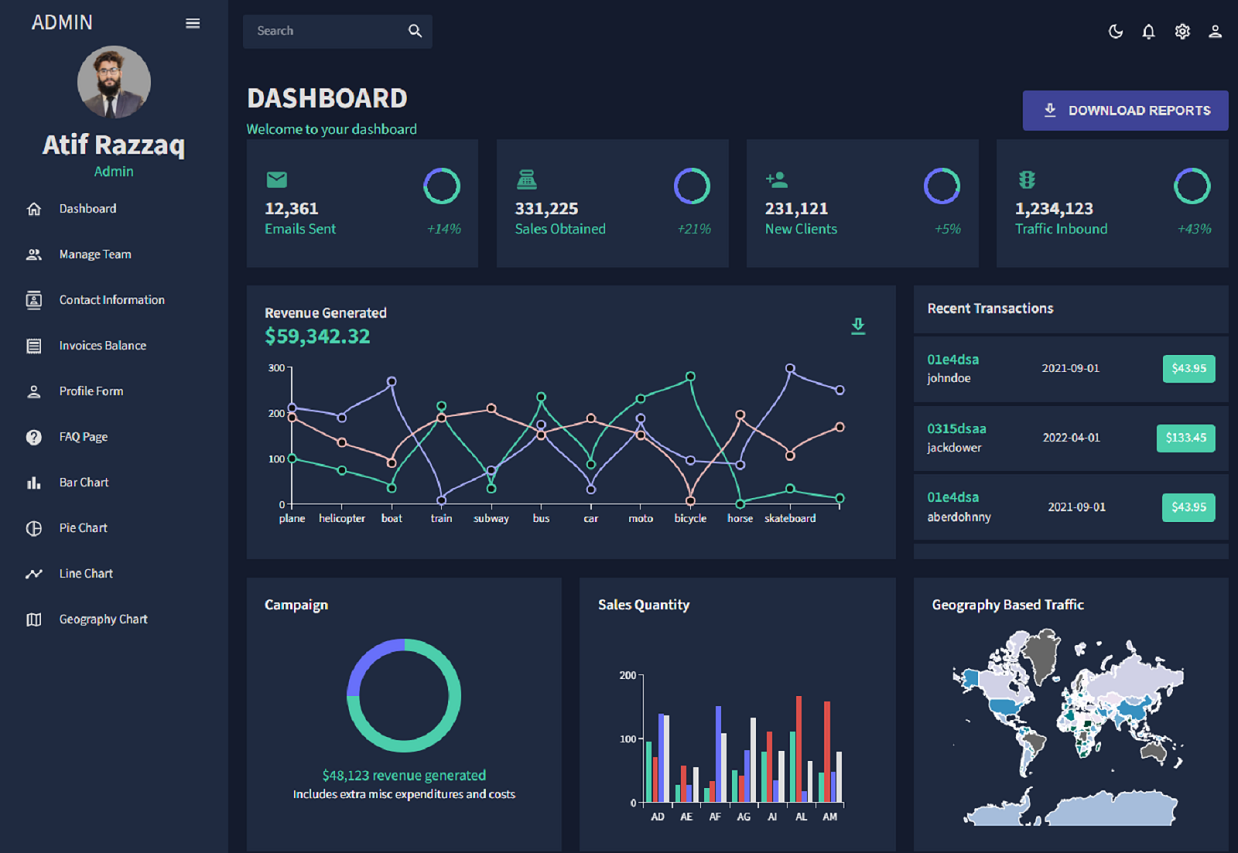 ADMIN
Atif Razzaq
Admin
Dashboard
Manage Team
Contact Information
Invoices Balance
Profile Form
FAQ Page
Bar Chart
Pie Chart
Line Chart
Geography Chart
Search
DASHBOARD
Welcome to your dashboard
DOWNLOAD REPORTS
12,361
Emails Sent +14%
331,225
Sales Obtained +21%
231,121
New Clients +5%
1,234,123
Traffic Inbound +43%
Revenue Generated
$59,342.32
300
200
100
0
plane helicopter boat train subway bus car moto bicycle horse skateboard
Recent Transactions
01e4dsa
johndoe
2021-09-01
$43.95
0315dsaa
jackdower
2022-04-01
$133.45
01e4dsa
aberdohnny
2021-09-01
$43.95
Campaign
$48,123 revenue generated
Includes extra misc expenditures and costs
Sales Quantity
200
100
0
AD AE AF AG AI AL AM
Geography Based Traffic